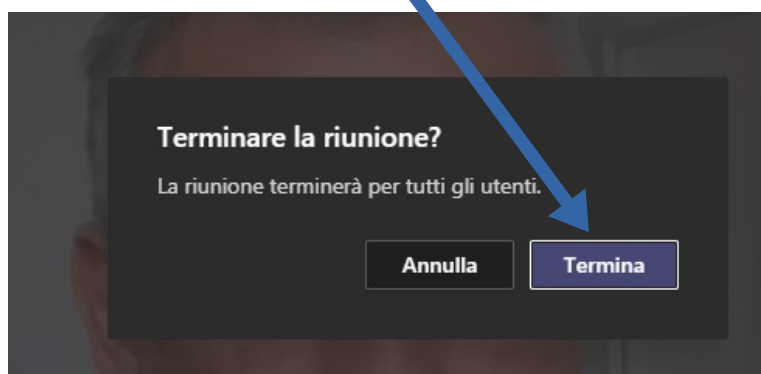 Terminare la riunione?
La riunione terminerà per tutti gli utenti.
Annulla
Termina